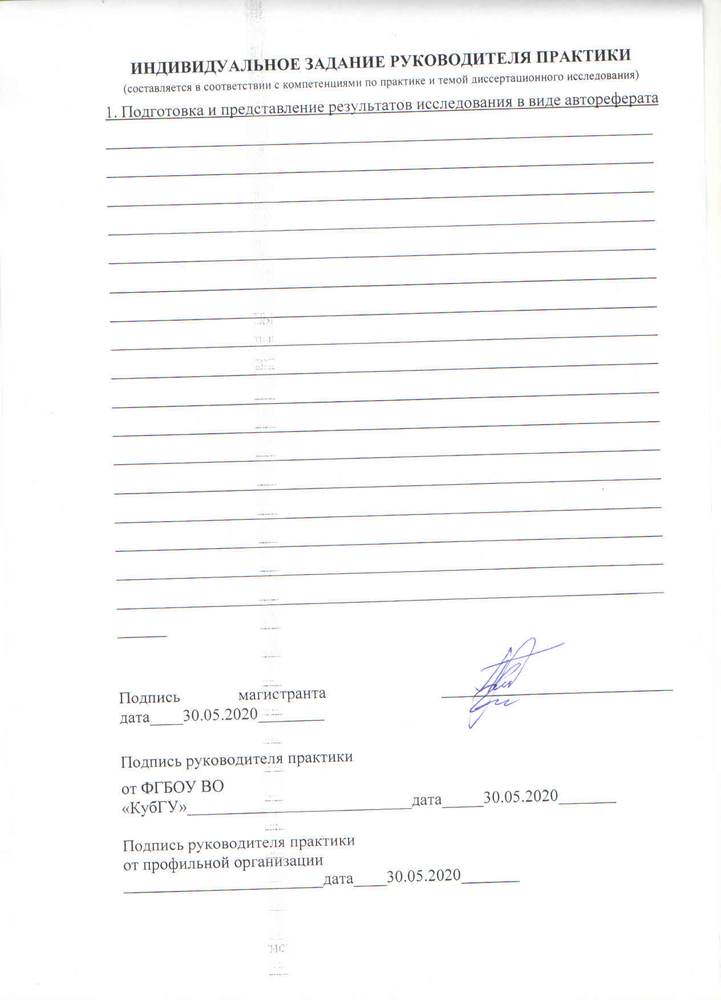 ИНДИВИДУАЛЬНОЕ ЗАДАНИЕ РУКОВОДИТЕЛЯ ПРАКТИКИ
(составляется в соответствии с компетенциями по практике и темой диссертационного исследования)
1. Подготовка и представление результатов исследования в виде автореферата
Подпись магистранта
дата____30.05.2020________
Подпись руководителя практики
от ФГБОУ ВО
«КубГУ»___________________________дата_____30.05.2020_______
Подпись руководителя практики
от профильной организации
________________________дата____30.05.2020_______